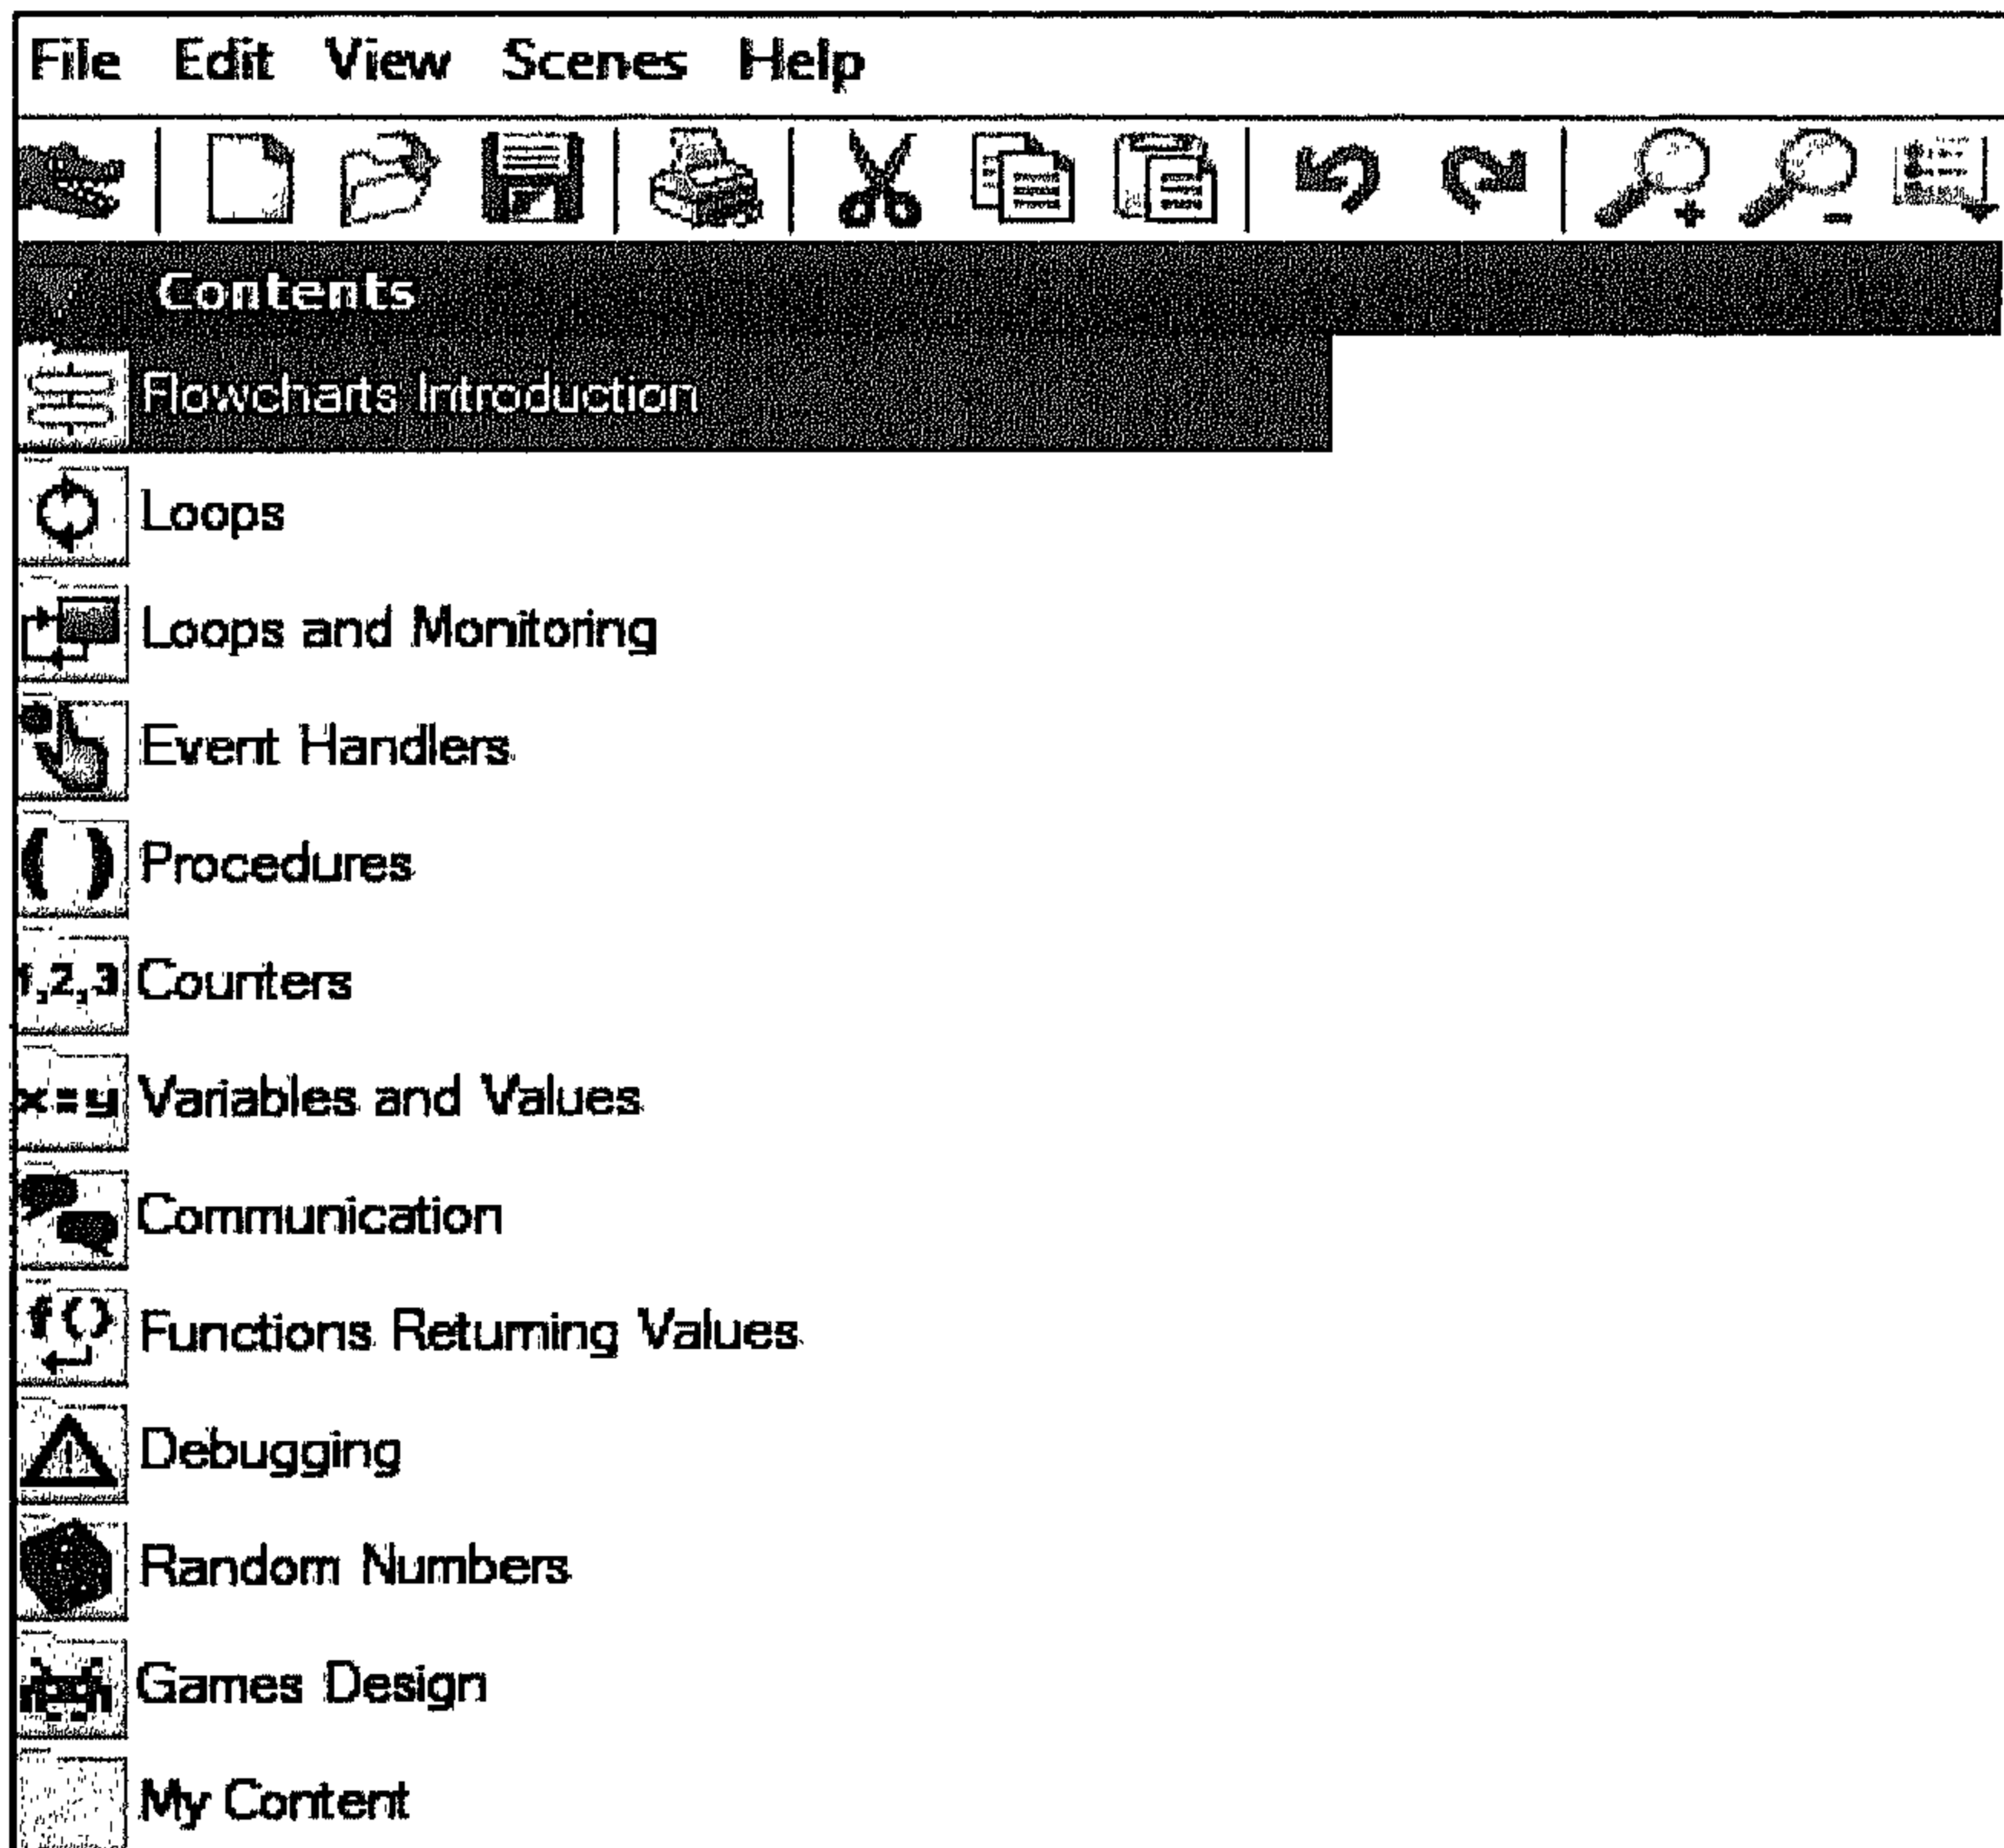 File Edit View Scenes Help
Contents
Flowcharts Introduction
Loops
Loops and Monitoring
Event Handlers
( ) Procedures
1,2,3 Counters
x=y Variables and Values
Communication
f() Functions Returning Values
Debugging
Random Numbers
Games Design
My Content